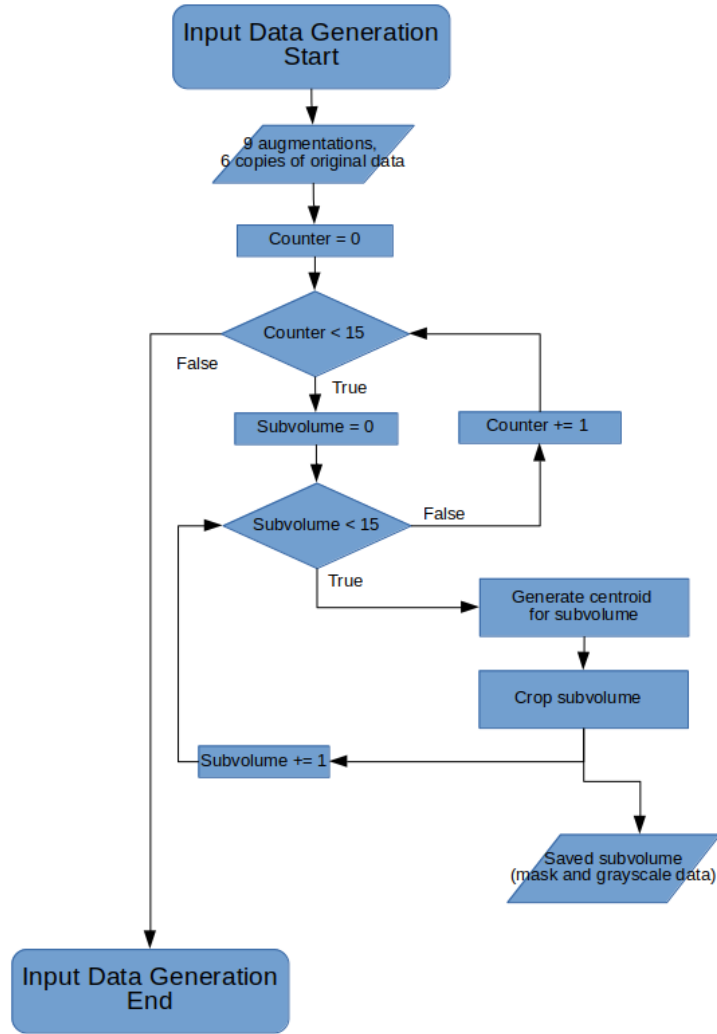 Input Data Generation
Start
9 augmentations,
6 copies of original data
Counter = 0
Counter < 15
False
True
Subvolume = 0
Counter += 1
Subvolume < 15
False
True
Generate centroid
for subvolume
Crop subvolume
Subvolume += 1
Saved subvolume
(mask and grayscale data)
Input Data Generation
End